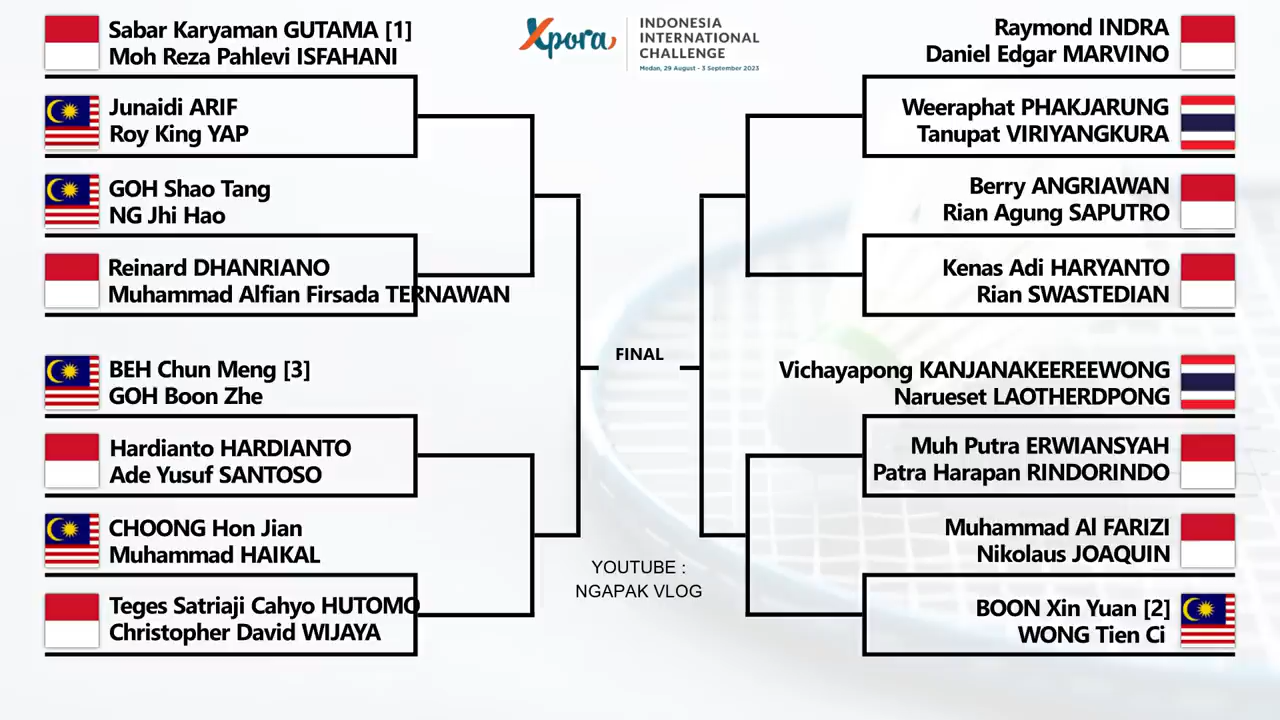 Sabar Karyaman GUTAMA [1]
Moh Reza Pahlevi ISFAHANI
Junaidi ARIF
Roy King YAP
GOH Shao Tang
NG Jhi Hao
Reinard DHANRIANO
Muhammad Alfian Firsada TERNAWAN
BEH Chun Meng [3]
GOH Boon Zhe
Hardianto HARDIANTO
Ade Yusuf SANTOSO
CHOONG Hon Jian
Muhammad HAIKAL
Teges Satriaji Cahyo HUTOMO
Christopher David WIJAYA
Xpora
INDONESIA
INTERNATIONAL
CHALLENGE
Medan, 29 August - 3 September 2023
FINAL
YOUTUBE :
NGAPAK VLOG
Raymond INDRA
Daniel Edgar MARVINO
Weeraphat PHAKJARUNG
Tanupat VIRIYANGKURA
Berry ANGRIAWAN
Rian Agung SAPUTRO
Kenas Adi HARYANTO
Rian SWASTEDIAN
Vichayapong KANJANAKEEREEWONG
Narueset LAOTHERDPONG
Muh Putra ERWIANSYAH
Patra Harapan RINDORINDO
Muhammad Al FARIZI
Nikolaus JOAQUIN
BOON Xin Yuan [2]
WONG Tien Ci